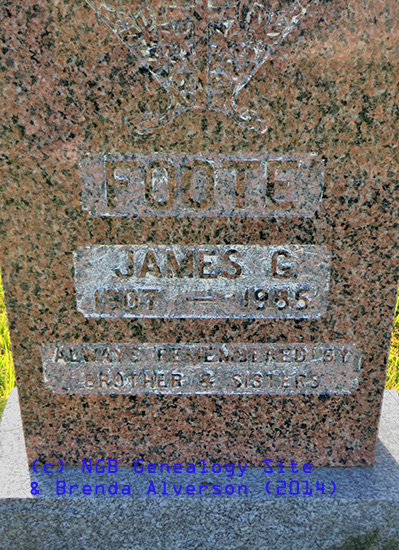 FOOTE
JAMES G.
1907 — 1985
ALWAYS REMEMBERED BY
BROTHER & SISTERS
(c) NGB Genealogy Site
& Brenda Alverson (2014)